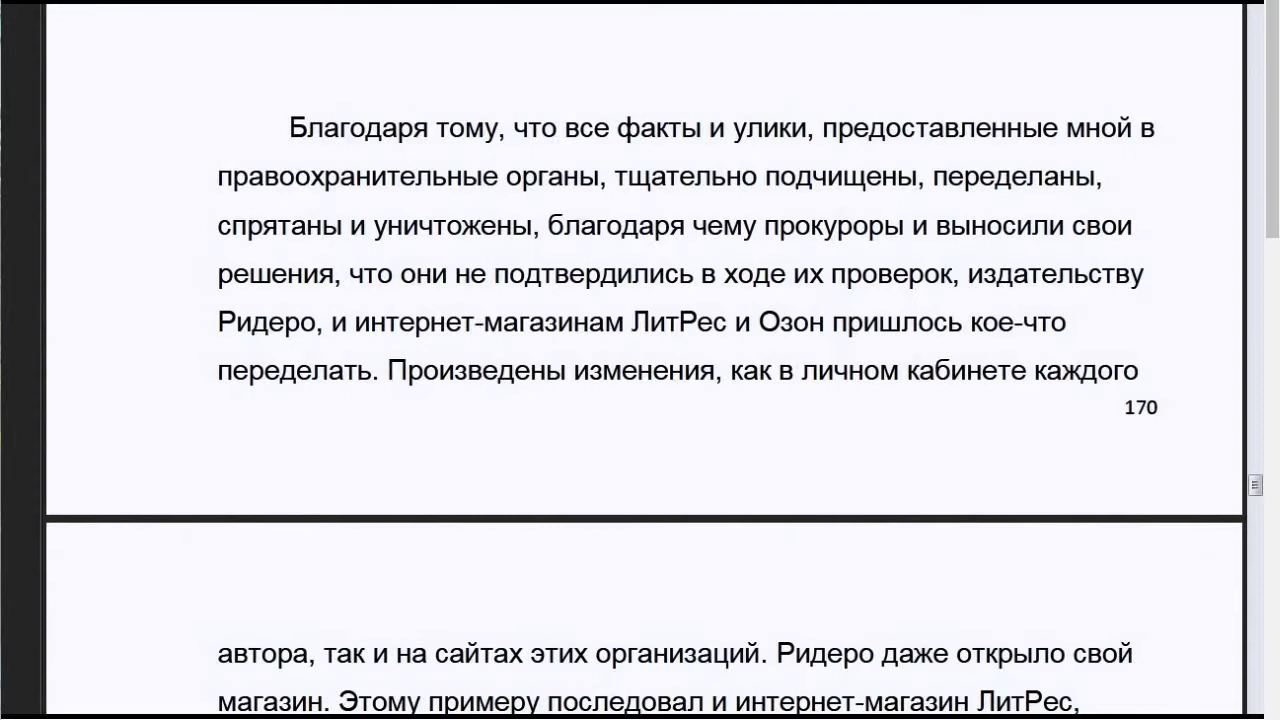 Благодаря тому, что все факты и улики, предоставленные мной в
правоохранительные органы, тщательно подчищены, переделаны,
спрятаны и уничтожены, благодаря чему прокуроры и выносили свои
решения, что они не подтвердились в ходе их проверок, издательству
Ридеро, и интернет-магазинам ЛитРес и Озон пришлось кое-что
переделать. Произведены изменения, как в личном кабинете каждого
170
автора, так и на сайтах этих организаций. Ридеро даже открыло свой
магазин. Этому примеру последовал и интернет-магазин ЛитРес,